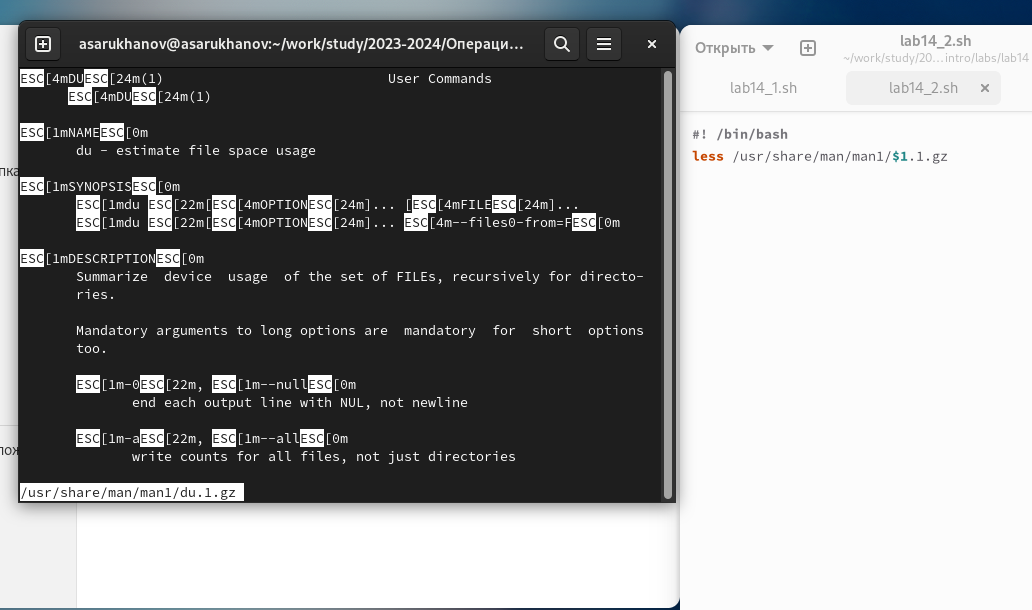 asarukhanov@asarukhanov:~/work/study/2023-2024/Операци...
ESC[4mDUESC[24m(1) User Commands
ESC[4mDUESC[24m(1)
ESC[1mNAMEESC[0m
du - estimate file space usage
ESC[1mSYNOPSISESC[0m
ESC[1mdu ESC[22m[ESC[4mOPTIONESC[24m]... [ESC[4mFILEESC[24m]...
ESC[1mdu ESC[22m[ESC[4mOPTIONESC[24m]... ESC[4m--files0-from=FESC[0m
ESC[1mDESCRIPTIONESC[0m
Summarize device usage of the set of FILEs, recursively for directo-
ries.
Mandatory arguments to long options are mandatory for short options
too.
ESC[1m-0ESC[22m, ESC[1m--nullESC[0m
end each output line with NUL, not newline
ESC[1m-aESC[22m, ESC[1m--allESC[0m
write counts for all files, not just directories
/usr/share/man/man1/du.1.gz
Открыть
lab14_2.sh
~/work/study/20...intro/labs/lab14
lab14_1.sh
lab14_2.sh
#! /bin/bash
less /usr/share/man/man1/$1.1.gz